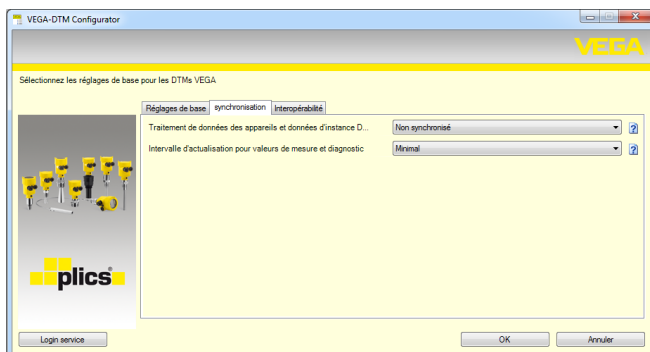 VEGA-DTM Configurator
VEGA
Sélectionnez les réglages de base pour les DTMs VEGA
Réglages de base synchronisation Interopérabilité
Traitement de données des appareils et données d'instance D... Non synchronisé ?
Intervalle d'actualisation pour valeurs de mesure et diagnostic Minimal ?
plics®
Login service OK Annuler